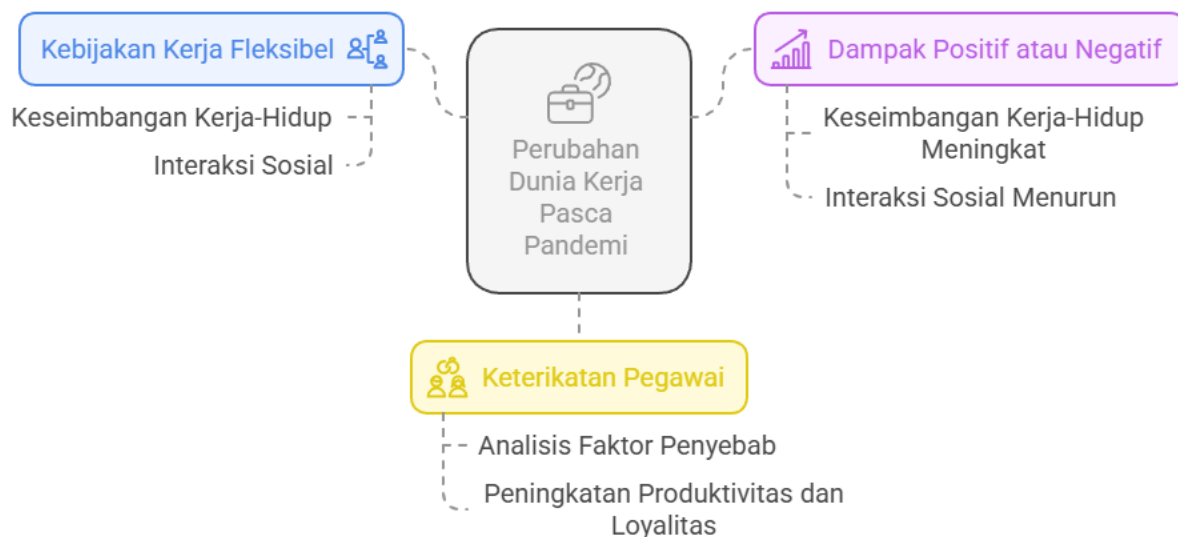 Kebijakan Kerja Fleksibel
Keseimbangan Kerja-Hidup
Interaksi Sosial
Perubahan
Dunia Kerja
Pasca
Pandemi
Dampak Positif atau Negatif
Keseimbangan Kerja-Hidup
Meningkat
Interaksi Sosial Menurun
Keterikatan Pegawai
Analisis Faktor Penyebab
Peningkatan Produktivitas dan
Loyalitas